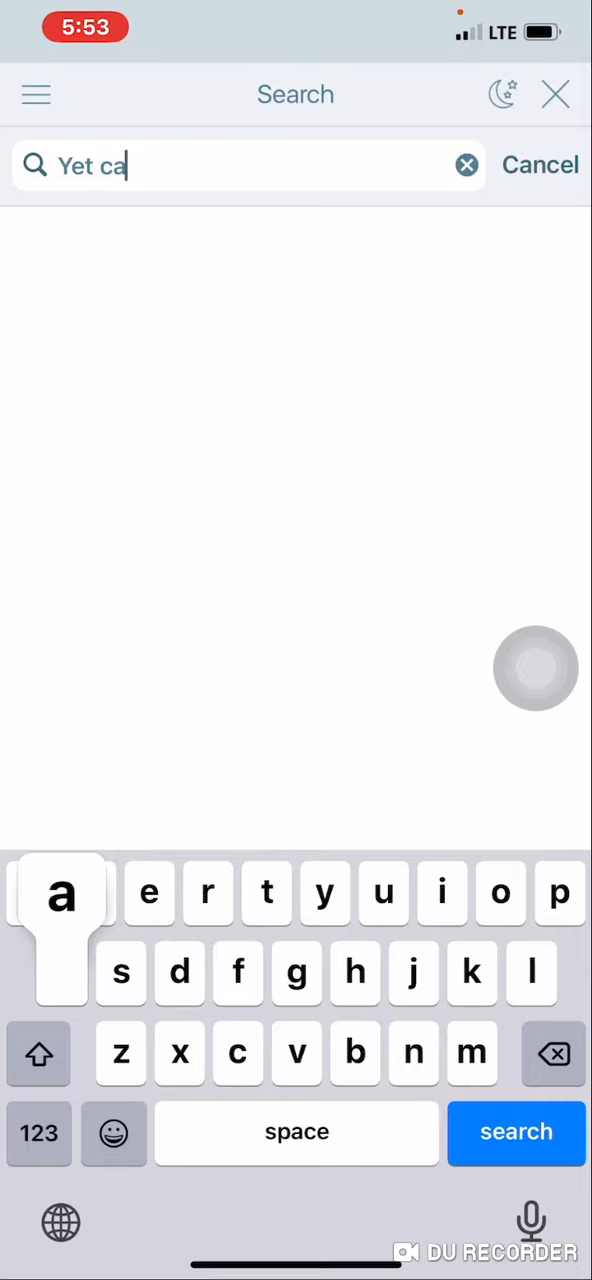 5:53
LTE
Search
Yet ca
Cancel
a e r t y u i o p
s d f g h j k l
z x c v b n m
123 space search
DU RECORDER